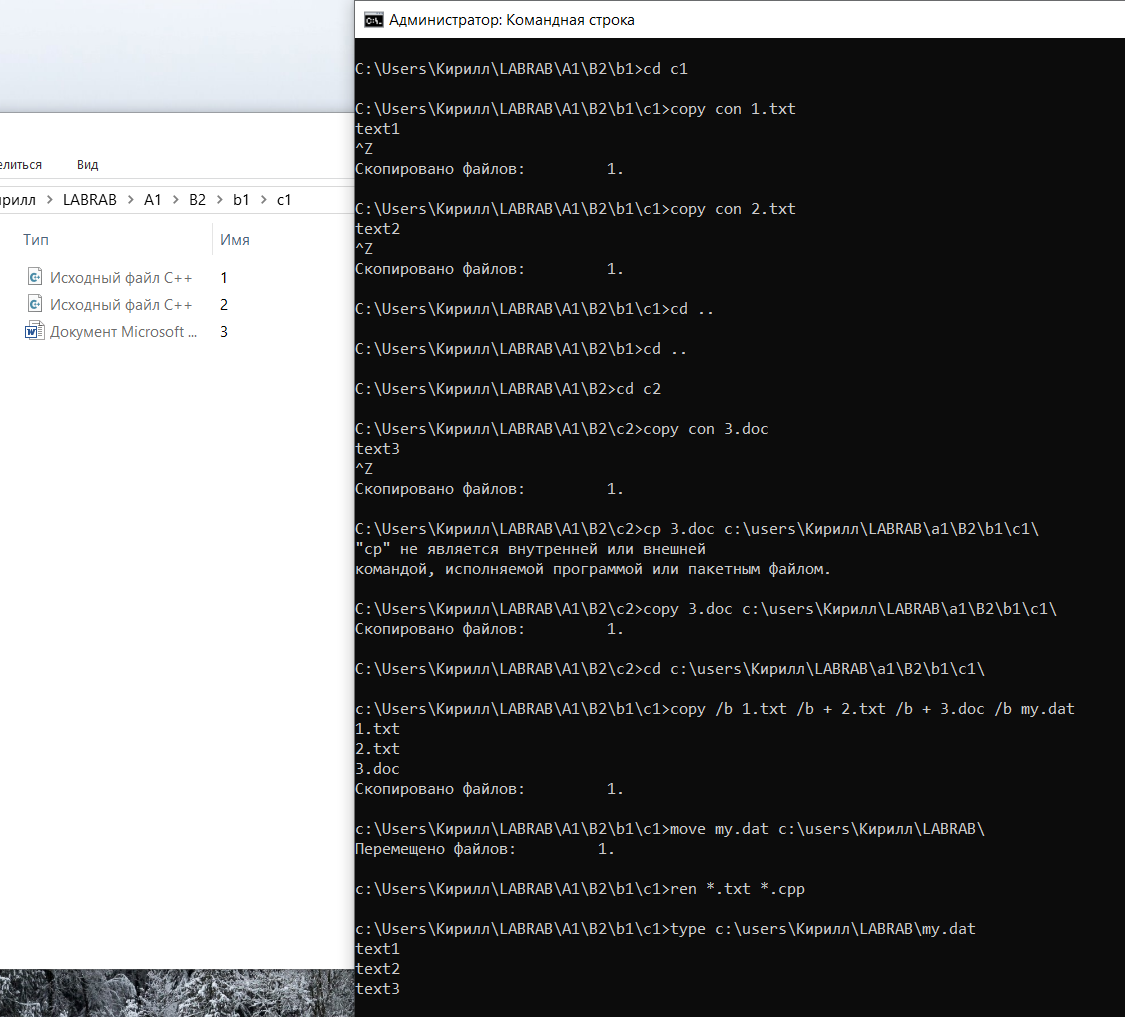 елиться Вид
ирилл > LABRAB > A1 > B2 > b1 > c1
Тип Имя
Исходный файл C++ 1
Исходный файл C++ 2
Документ Microsoft ... 3
Администратор: Командная строка
C:\Users\Кирилл\LABRAB\A1\B2\b1>cd c1
C:\Users\Кирилл\LABRAB\A1\B2\b1\c1>copy con 1.txt
text1
^Z
Скопировано файлов: 1.
C:\Users\Кирилл\LABRAB\A1\B2\b1\c1>copy con 2.txt
text2
^Z
Скопировано файлов: 1.
C:\Users\Кирилл\LABRAB\A1\B2\b1\c1>cd ..
C:\Users\Кирилл\LABRAB\A1\B2\b1>cd ..
C:\Users\Кирилл\LABRAB\A1\B2>cd c2
C:\Users\Кирилл\LABRAB\A1\B2\c2>copy con 3.doc
text3
^Z
Скопировано файлов: 1.
C:\Users\Кирилл\LABRAB\A1\B2\c2>cp 3.doc c:\users\Кирилл\LABRAB\a1\B2\b1\c1\
"cp" не является внутренней или внешней
командой, исполняемой программой или пакетным файлом.
C:\Users\Кирилл\LABRAB\A1\B2\c2>copy 3.doc c:\users\Кирилл\LABRAB\a1\B2\b1\c1\
Скопировано файлов: 1.
C:\Users\Кирилл\LABRAB\A1\B2\c2>cd c:\users\Кирилл\LABRAB\a1\B2\b1\c1\
c:\Users\Кирилл\LABRAB\A1\B2\b1\c1>copy /b 1.txt /b + 2.txt /b + 3.doc /b my.dat
1.txt
2.txt
3.doc
Скопировано файлов: 1.
c:\Users\Кирилл\LABRAB\A1\B2\b1\c1>move my.dat c:\users\Кирилл\LABRAB\
Перемещено файлов: 1.
c:\Users\Кирилл\LABRAB\A1\B2\b1\c1>ren *.txt *.cpp
c:\Users\Кирилл\LABRAB\A1\B2\b1\c1>type c:\users\Кирилл\LABRAB\my.dat
text1
text2
text3